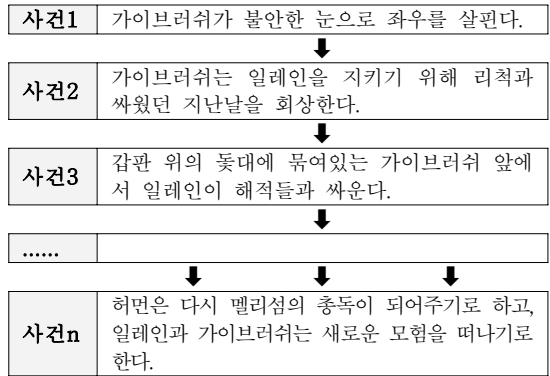 사건1 가이브러쉬가 불안한 눈으로 좌우를 살핀다.
사건2 가이브러쉬는 일레인을 지키기 위해 리척과
싸웠던 지난날을 회상한다.
사건3 갑판 위의 돛대에 묶여있는 가이브러쉬 앞에
서 일레인이 해적들과 싸운다.
……
사건n 허먼은 다시 멜리섬의 총독이 되어주기로 하고,
일레인과 가이브러쉬는 새로운 모험을 떠나기로
한다.